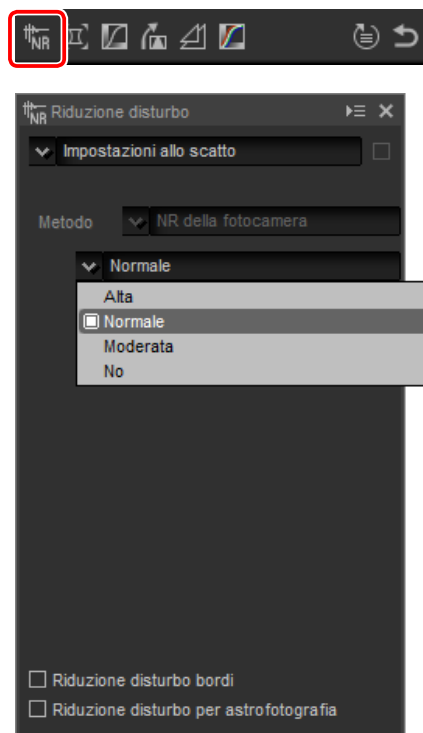 NR
NR Riduzione disturbo
Impostazioni allo scatto
Metodo NR della fotocamera
Normale
Alta
Normale
Moderata
No
Riduzione disturbo bordi
Riduzione disturbo per astrofotografia